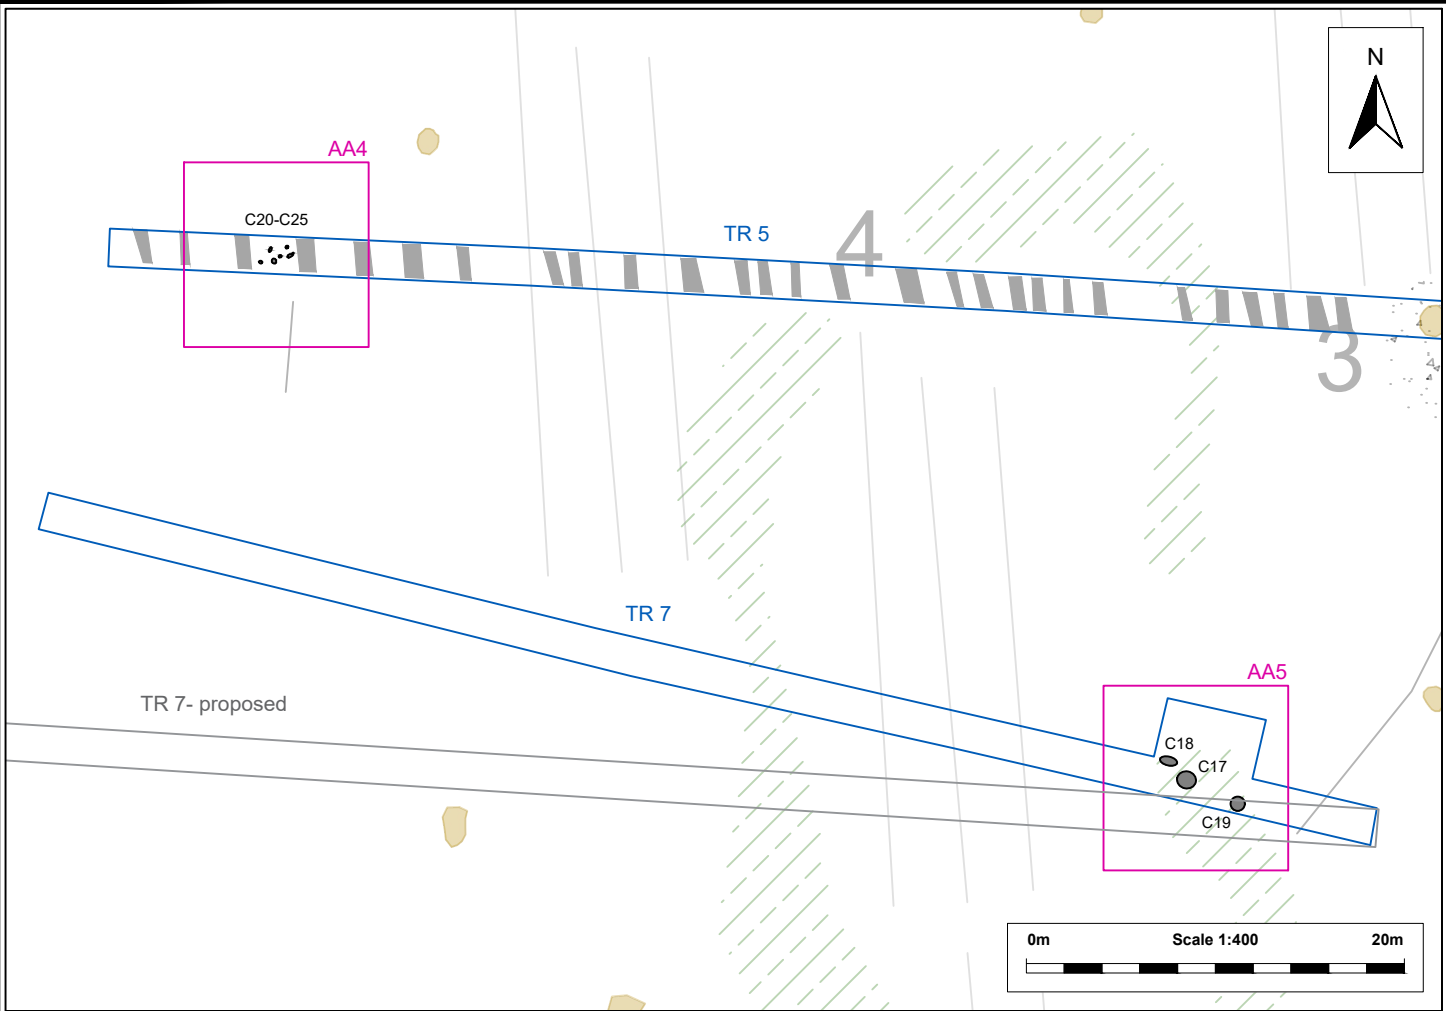 N
AA4
C20-C25
TR 5
4
3
TR 7
AA5
TR 7- proposed
C18
C17
C19
0m Scale 1:400 20m